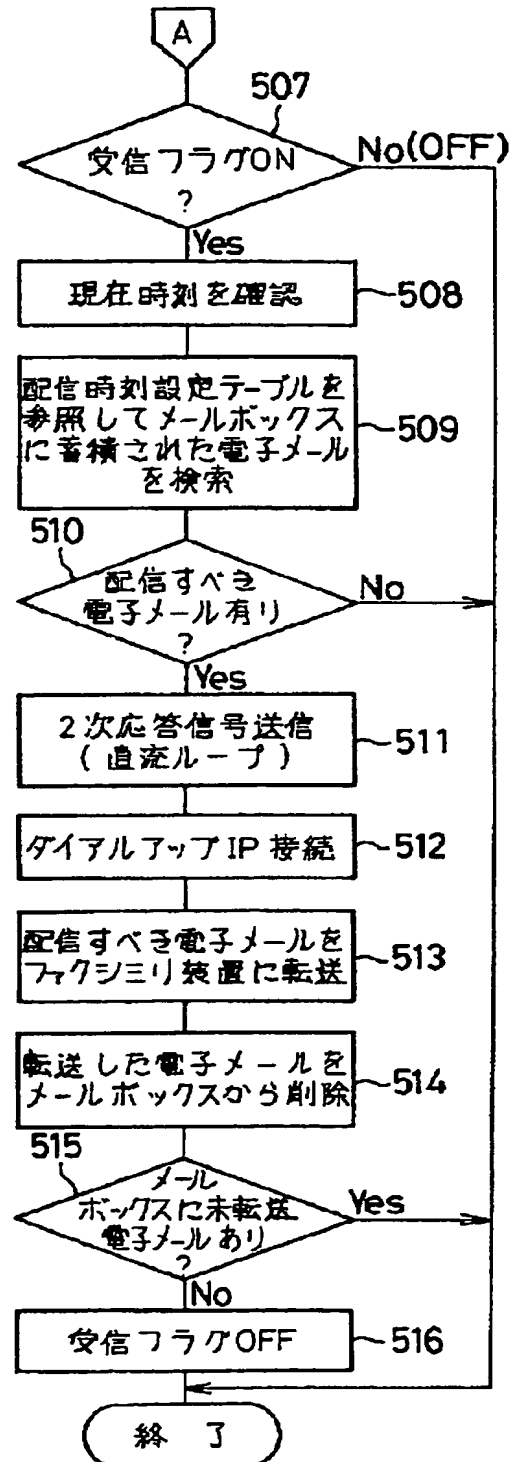 A
507
受信フラグON
?
No(OFF)
Yes
現在時刻を確認
508
配信時刻設定テーブルを
参照してメールボックス
に蓄積された電子メール
を検索
509
510
配信すべき
電子メール有り
?
No
Yes
2次応答信号送信
(直流ループ)
511
ダイアルアップIP接続
512
配信すべき電子メールを
ファクシミリ装置に転送
513
転送した電子メールを
メールボックスから削除
514
515
メール
ボックスに未転送
電子メールあり
?
Yes
No
受信フラグOFF
516
終了